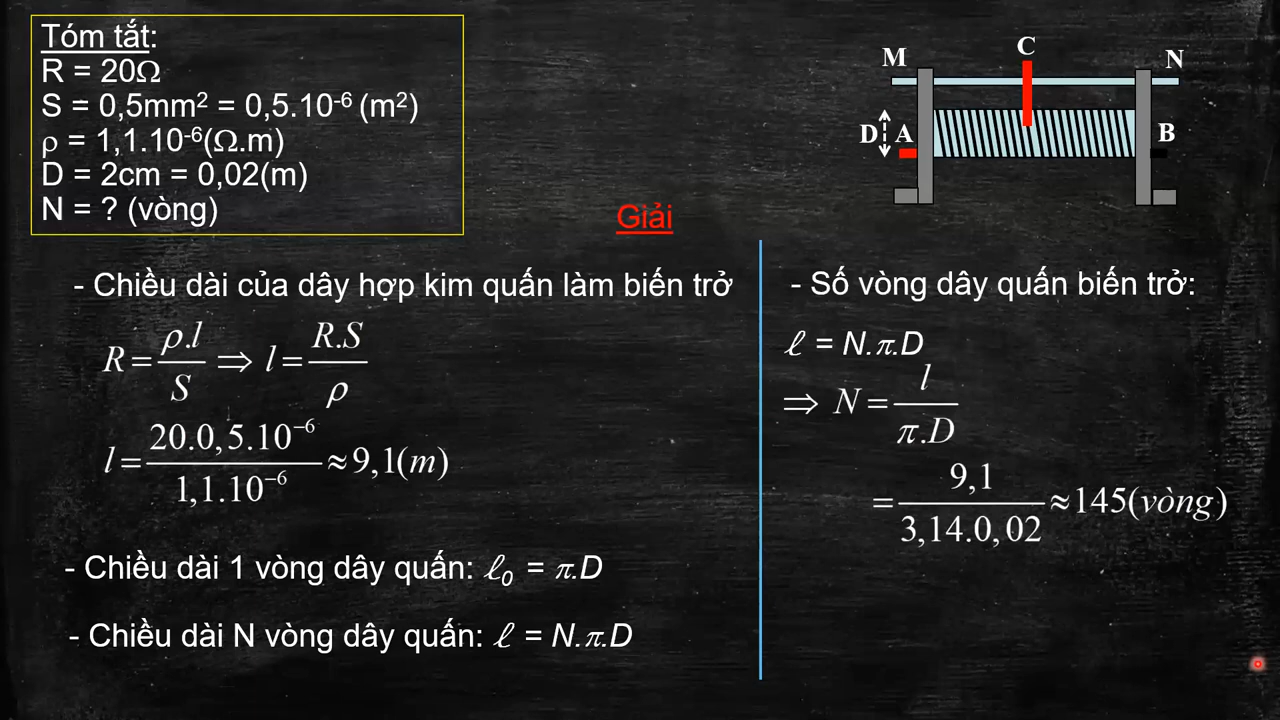 Tóm tắt:
R = 20Ω
S = 0,5mm² = 0,5.10⁻⁶ (m²)
ρ = 1,1.10⁻⁶(Ω.m)
D = 2cm = 0,02(m)
N = ? (vòng)
M C N
D A B
Giải
- Chiều dài của dây hợp kim quấn làm biến trở
R = ρ.l / S ⇒ l = R.S / ρ
l = 20.0,5.10⁻⁶ / 1,1.10⁻⁶ ≈ 9,1(m)
- Chiều dài 1 vòng dây quấn: ℓ₀ = π.D
- Chiều dài N vòng dây quấn: ℓ = N.π.D
- Số vòng dây quấn biến trở:
ℓ = N.π.D
⇒ N = l / π.D
= 9,1 / 3,14.0,02 ≈ 145(vòng)